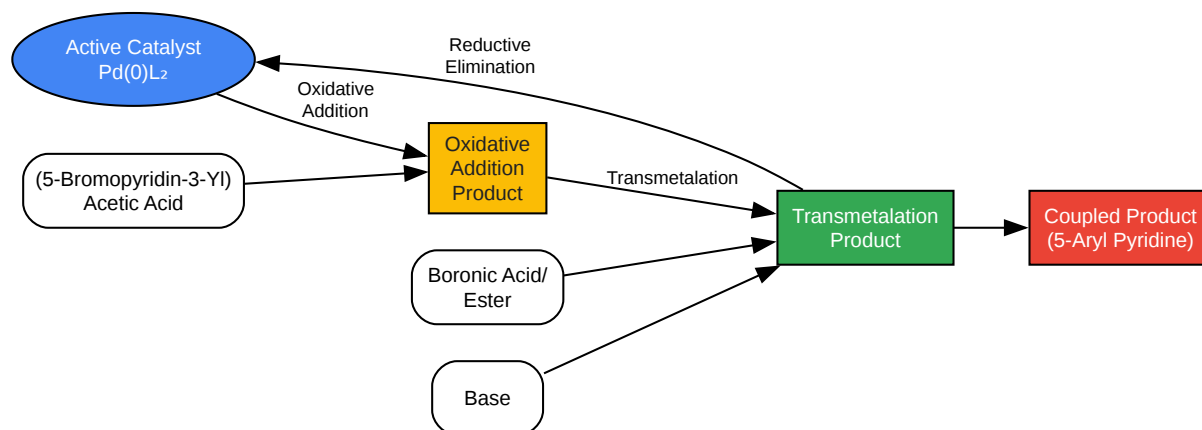 Active Catalyst
Pd(0)L₂
Reductive
Elimination
Oxidative
Addition
Oxidative
Addition
Product
(5-Bromopyridin-3-Yl)
Acetic Acid
Transmetalation
Transmetalation
Product
Coupled Product
(5-Aryl Pyridine)
Boronic Acid/
Ester
Base